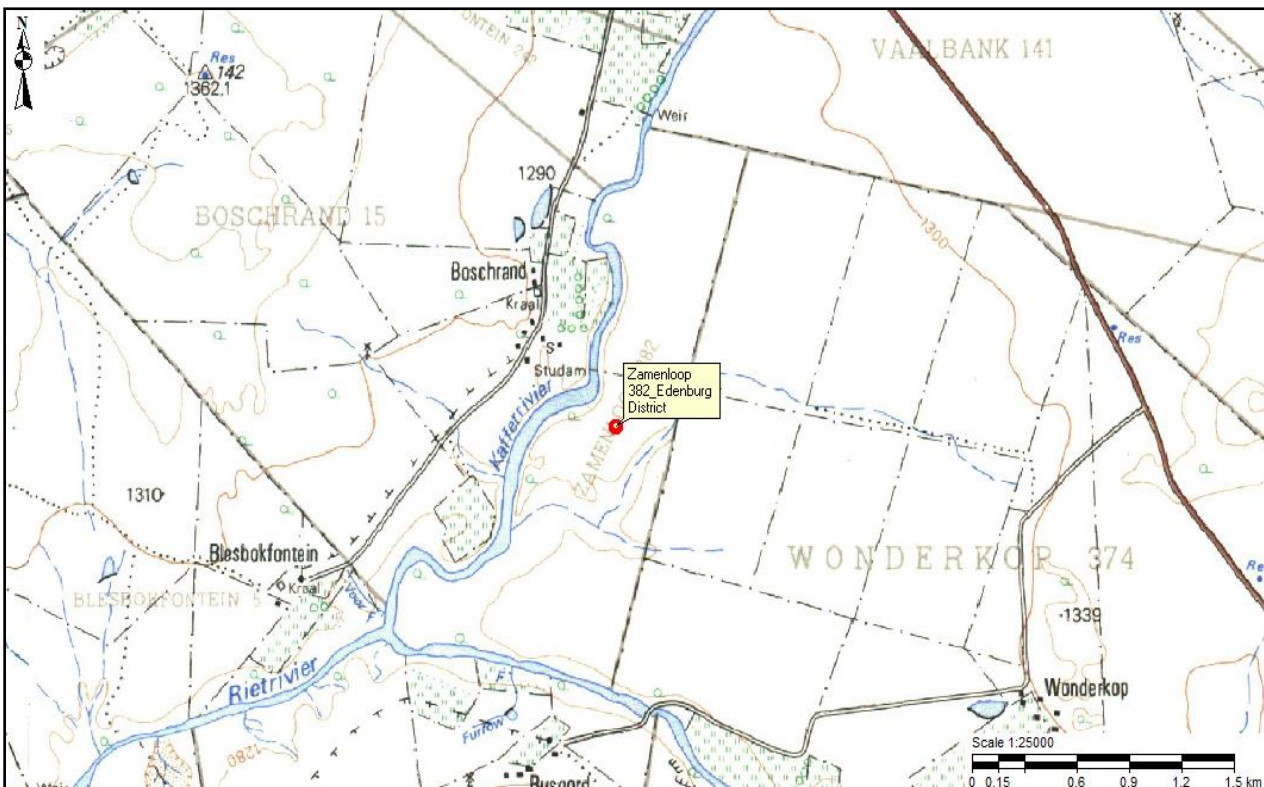 N
VAALBANK 141
Res
142
1362.1
Weir
1290
BOSCHRAND 15
1300
Boschrand
Kraal
Res
S
Studam
Zamenloop
382_Edenburg
District
Kafferrivier
1310
Blesbokfontein
WONDERKOP 374
Kraal
Voor
F
BLESBOKFONTEIN
1339
Rietrivier
F
Wonderkop
Furrow
1280
Scale 1:25000
0 0.15 0.6 0.9 1.2 1.5 km